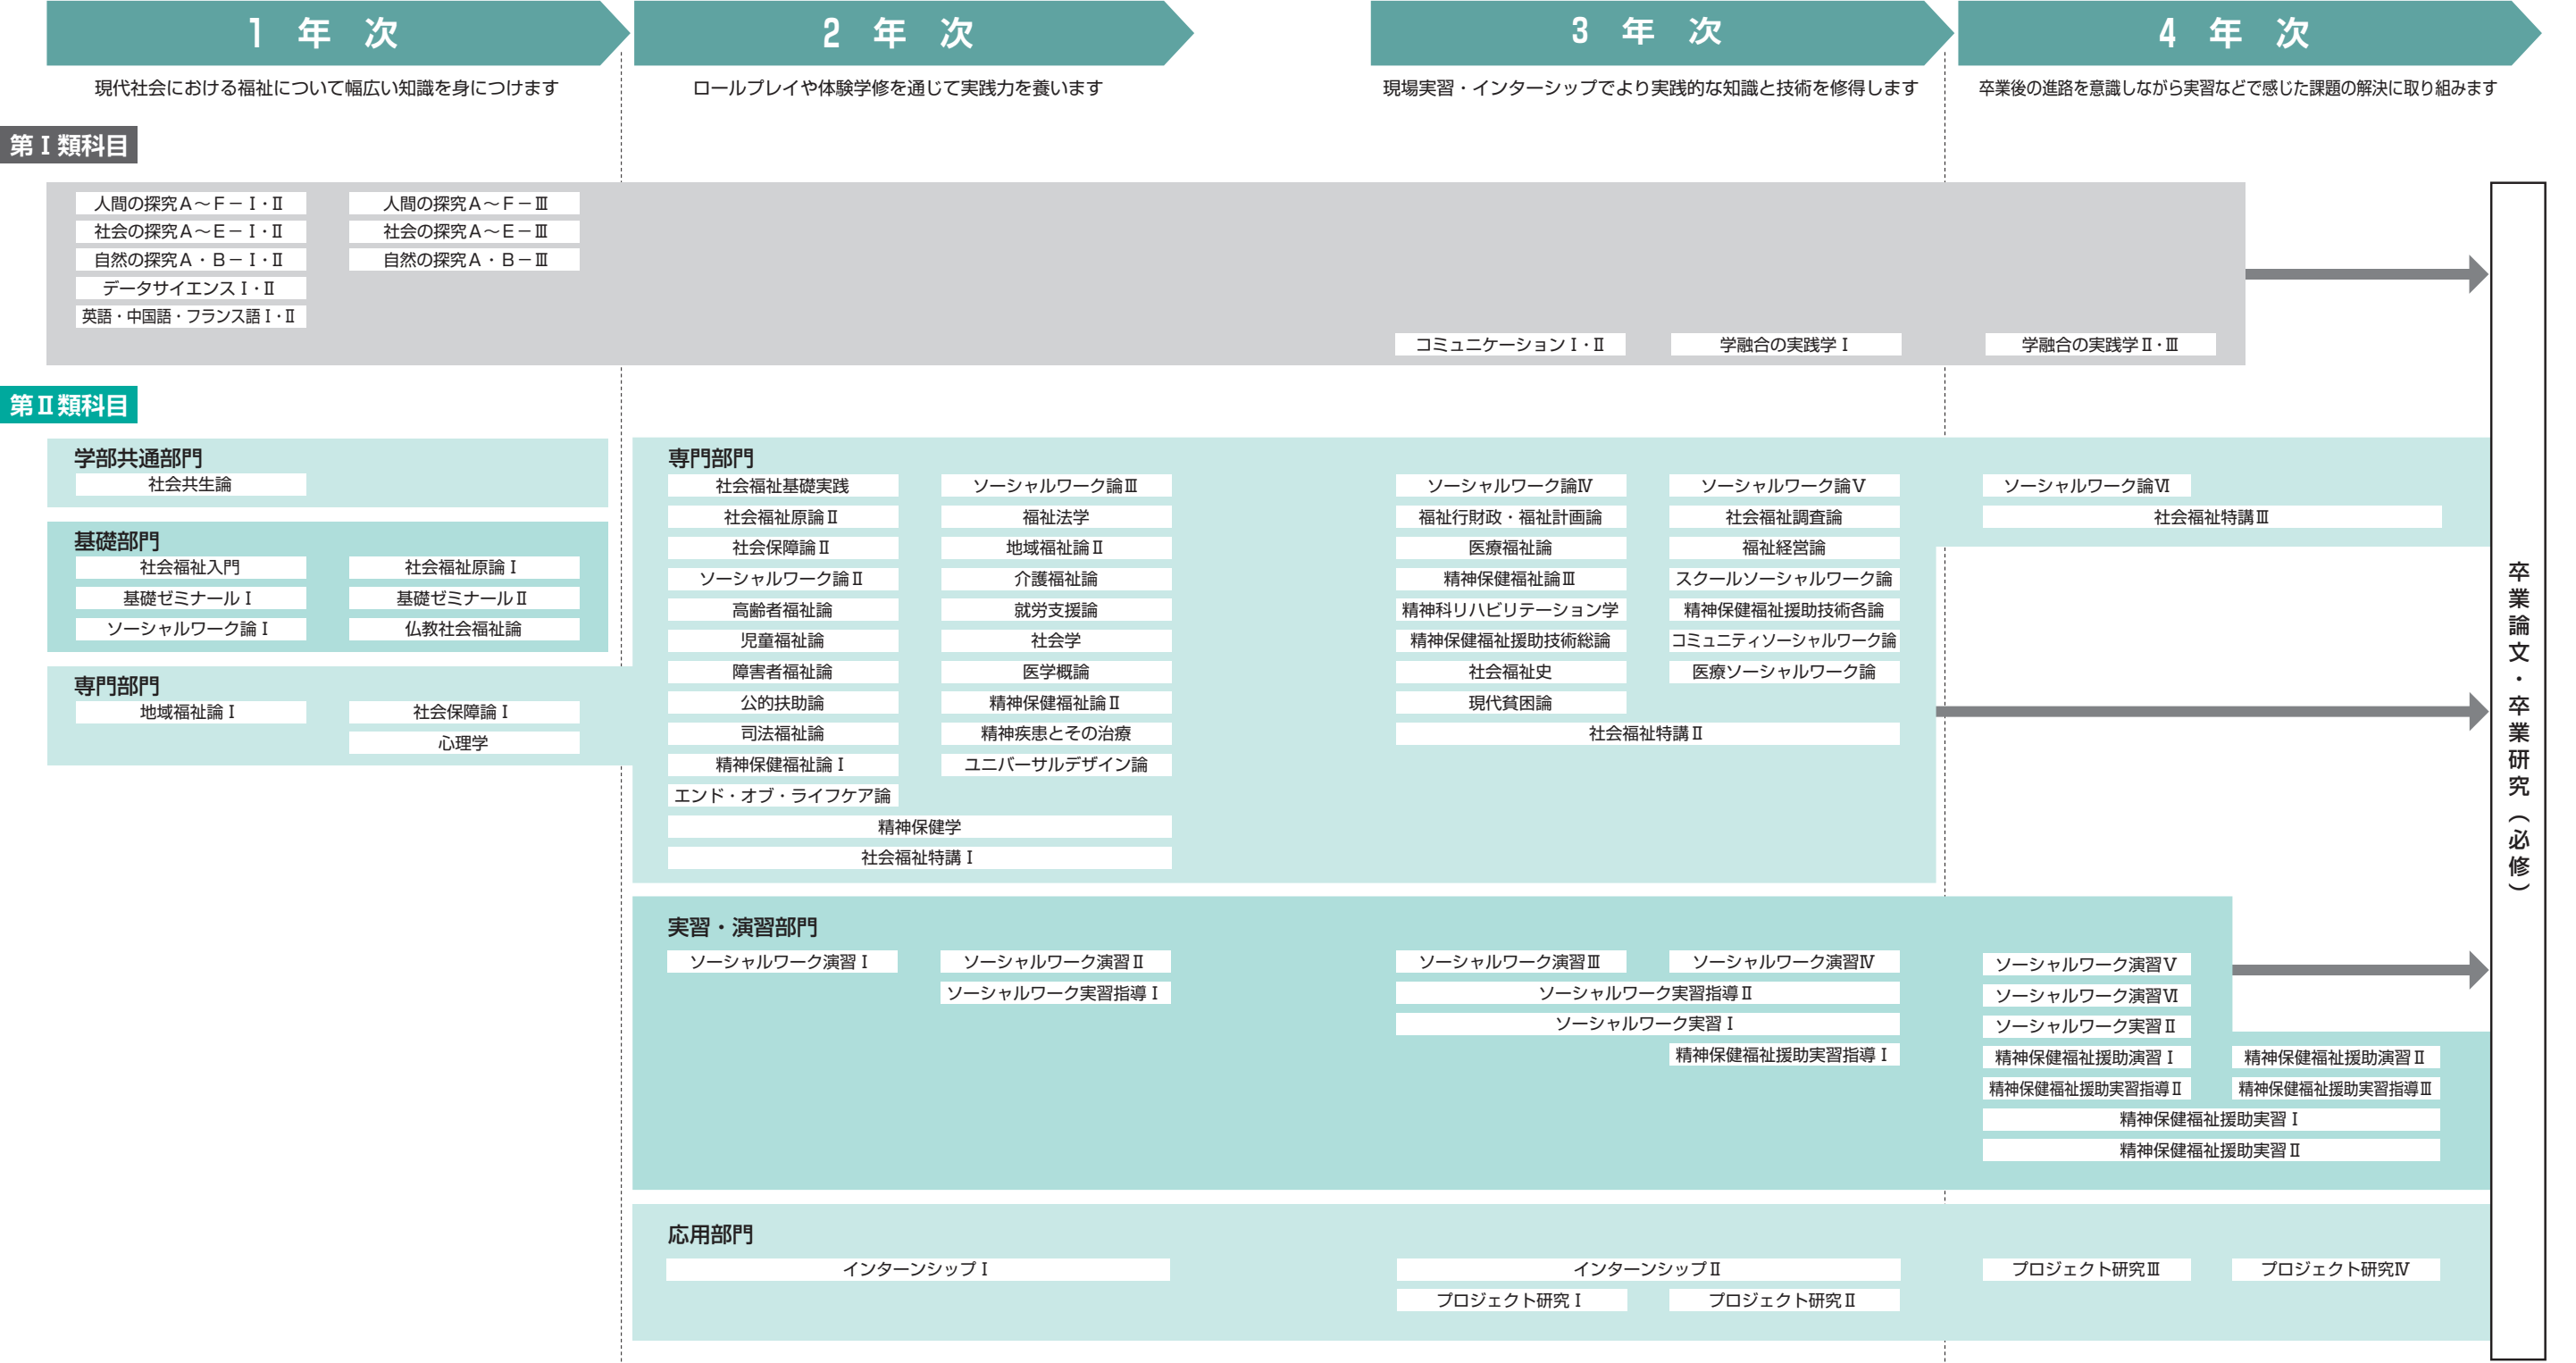 1 年 次
2 年 次
3 年 次
4 年 次
現代社会における福祉について幅広い知識を身につけます
ロールプレイや体験学修を通じて実践力を養います
現場実習・インターシップでより実践的な知識と技術を修得します
卒業後の進路を意識しながら実習などで感じた課題の解決に取り組みます
第Ⅰ類科目
人間の探究A～F－Ⅰ・Ⅱ
人間の探究A～F－Ⅲ
社会の探究A～E－Ⅰ・Ⅱ
社会の探究A～E－Ⅲ
自然の探究A・B－Ⅰ・Ⅱ
自然の探究A・B－Ⅲ
データサイエンスⅠ・Ⅱ
英語・中国語・フランス語Ⅰ・Ⅱ
コミュニケーションⅠ・Ⅱ
学融合の実践学Ⅰ
学融合の実践学Ⅱ・Ⅲ
第Ⅱ類科目
学部共通部門
社会共生論
基礎部門
社会福祉入門
社会福祉原論Ⅰ
基礎ゼミナールⅠ
基礎ゼミナールⅡ
ソーシャルワーク論Ⅰ
仏教社会福祉論
専門部門
地域福祉論Ⅰ
社会保障論Ⅰ
心理学
専門部門
社会福祉基礎実践
ソーシャルワーク論Ⅲ
社会福祉原論Ⅱ
福祉法学
社会保障論Ⅱ
地域福祉論Ⅱ
ソーシャルワーク論Ⅱ
介護福祉論
高齢者福祉論
就労支援論
児童福祉論
社会学
障害者福祉論
医学概論
公的扶助論
精神保健福祉論Ⅱ
司法福祉論
精神疾患とその治療
精神保健福祉論Ⅰ
ユニバーサルデザイン論
エンド・オブ・ライフケア論
精神保健学
社会福祉特講Ⅰ
ソーシャルワーク論Ⅳ
ソーシャルワーク論Ⅴ
福祉行財政・福祉計画論
社会福祉調査論
医療福祉論
福祉経営論
精神保健福祉論Ⅲ
スクールソーシャルワーク論
精神科リハビリテーション学
精神保健福祉援助技術各論
精神保健福祉援助技術総論
コミュニティソーシャルワーク論
社会福祉史
医療ソーシャルワーク論
現代貧困論
社会福祉特講Ⅱ
ソーシャルワーク論Ⅵ
社会福祉特講Ⅲ
実習・演習部門
ソーシャルワーク演習Ⅰ
ソーシャルワーク演習Ⅱ
ソーシャルワーク実習指導Ⅰ
ソーシャルワーク演習Ⅲ
ソーシャルワーク演習Ⅳ
ソーシャルワーク実習指導Ⅱ
ソーシャルワーク実習Ⅰ
精神保健福祉援助実習指導Ⅰ
ソーシャルワーク演習Ⅴ
ソーシャルワーク演習Ⅵ
ソーシャルワーク実習Ⅱ
精神保健福祉援助演習Ⅰ
精神保健福祉援助演習Ⅱ
精神保健福祉援助実習指導Ⅱ
精神保健福祉援助実習指導Ⅲ
精神保健福祉援助実習Ⅰ
精神保健福祉援助実習Ⅱ
応用部門
インターンシップⅠ
インターンシップⅡ
プロジェクト研究Ⅰ
プロジェクト研究Ⅱ
プロジェクト研究Ⅲ
プロジェクト研究Ⅳ
卒業論文・卒業研究（必修）